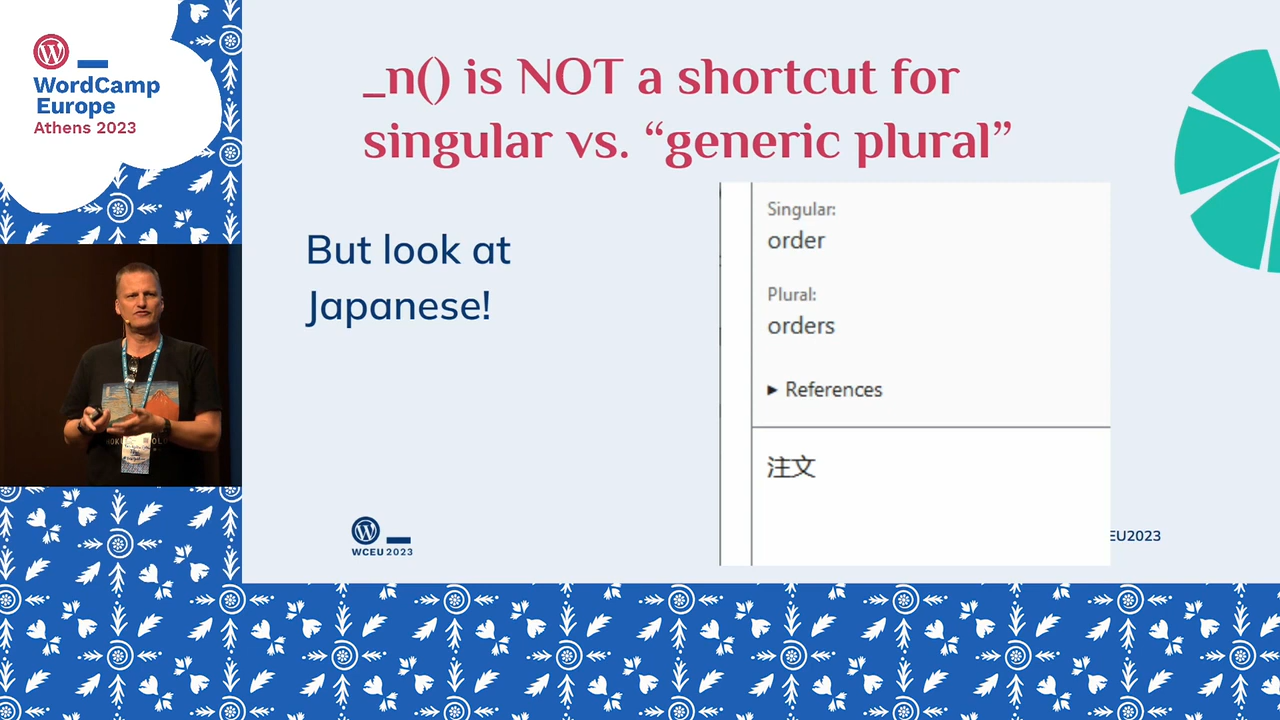 WordCamp
Europe
Athens 2023
_n() is NOT a shortcut for
singular vs. “generic plural”
But look at
Japanese!
Singular:
order
Plural:
orders
▸ References
注文
WCEU 2023
EU2023